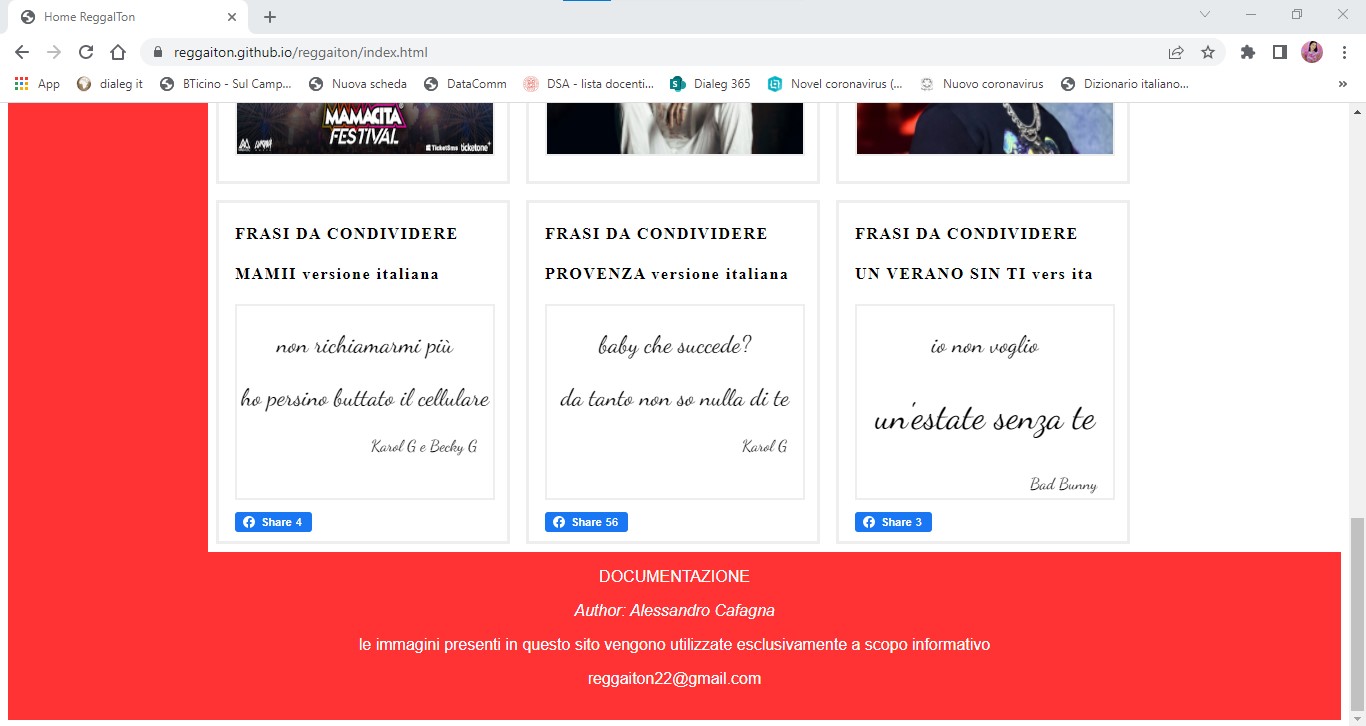 Home ReggaITon
reggaiton.github.io/reggaiton/index.html
App
dialeg it
BTicino - Sul Camp...
Nuova scheda
DataComm
DSA - lista docenti...
Dialeg 365
Novel coronavirus (...
Nuovo coronavirus
Dizionario italiano...
MAMACITA
FESTIVAL
TicketSms ticketone
FRASI DA CONDIVIDERE
MAMII versione italiana
non richiamarmi più
ho persino buttato il cellulare
Karol G e Becky G
Share 4
FRASI DA CONDIVIDERE
PROVENZA versione italiana
baby che succede?
da tanto non so nulla di te
Karol G
Share 56
FRASI DA CONDIVIDERE
UN VERANO SIN TI vers ita
io non voglio
un'estate senza te
Bad Bunny
Share 3
DOCUMENTAZIONE
Author: Alessandro Cafagna
le immagini presenti in questo sito vengono utilizzate esclusivamente a scopo informativo
reggaiton22@gmail.com